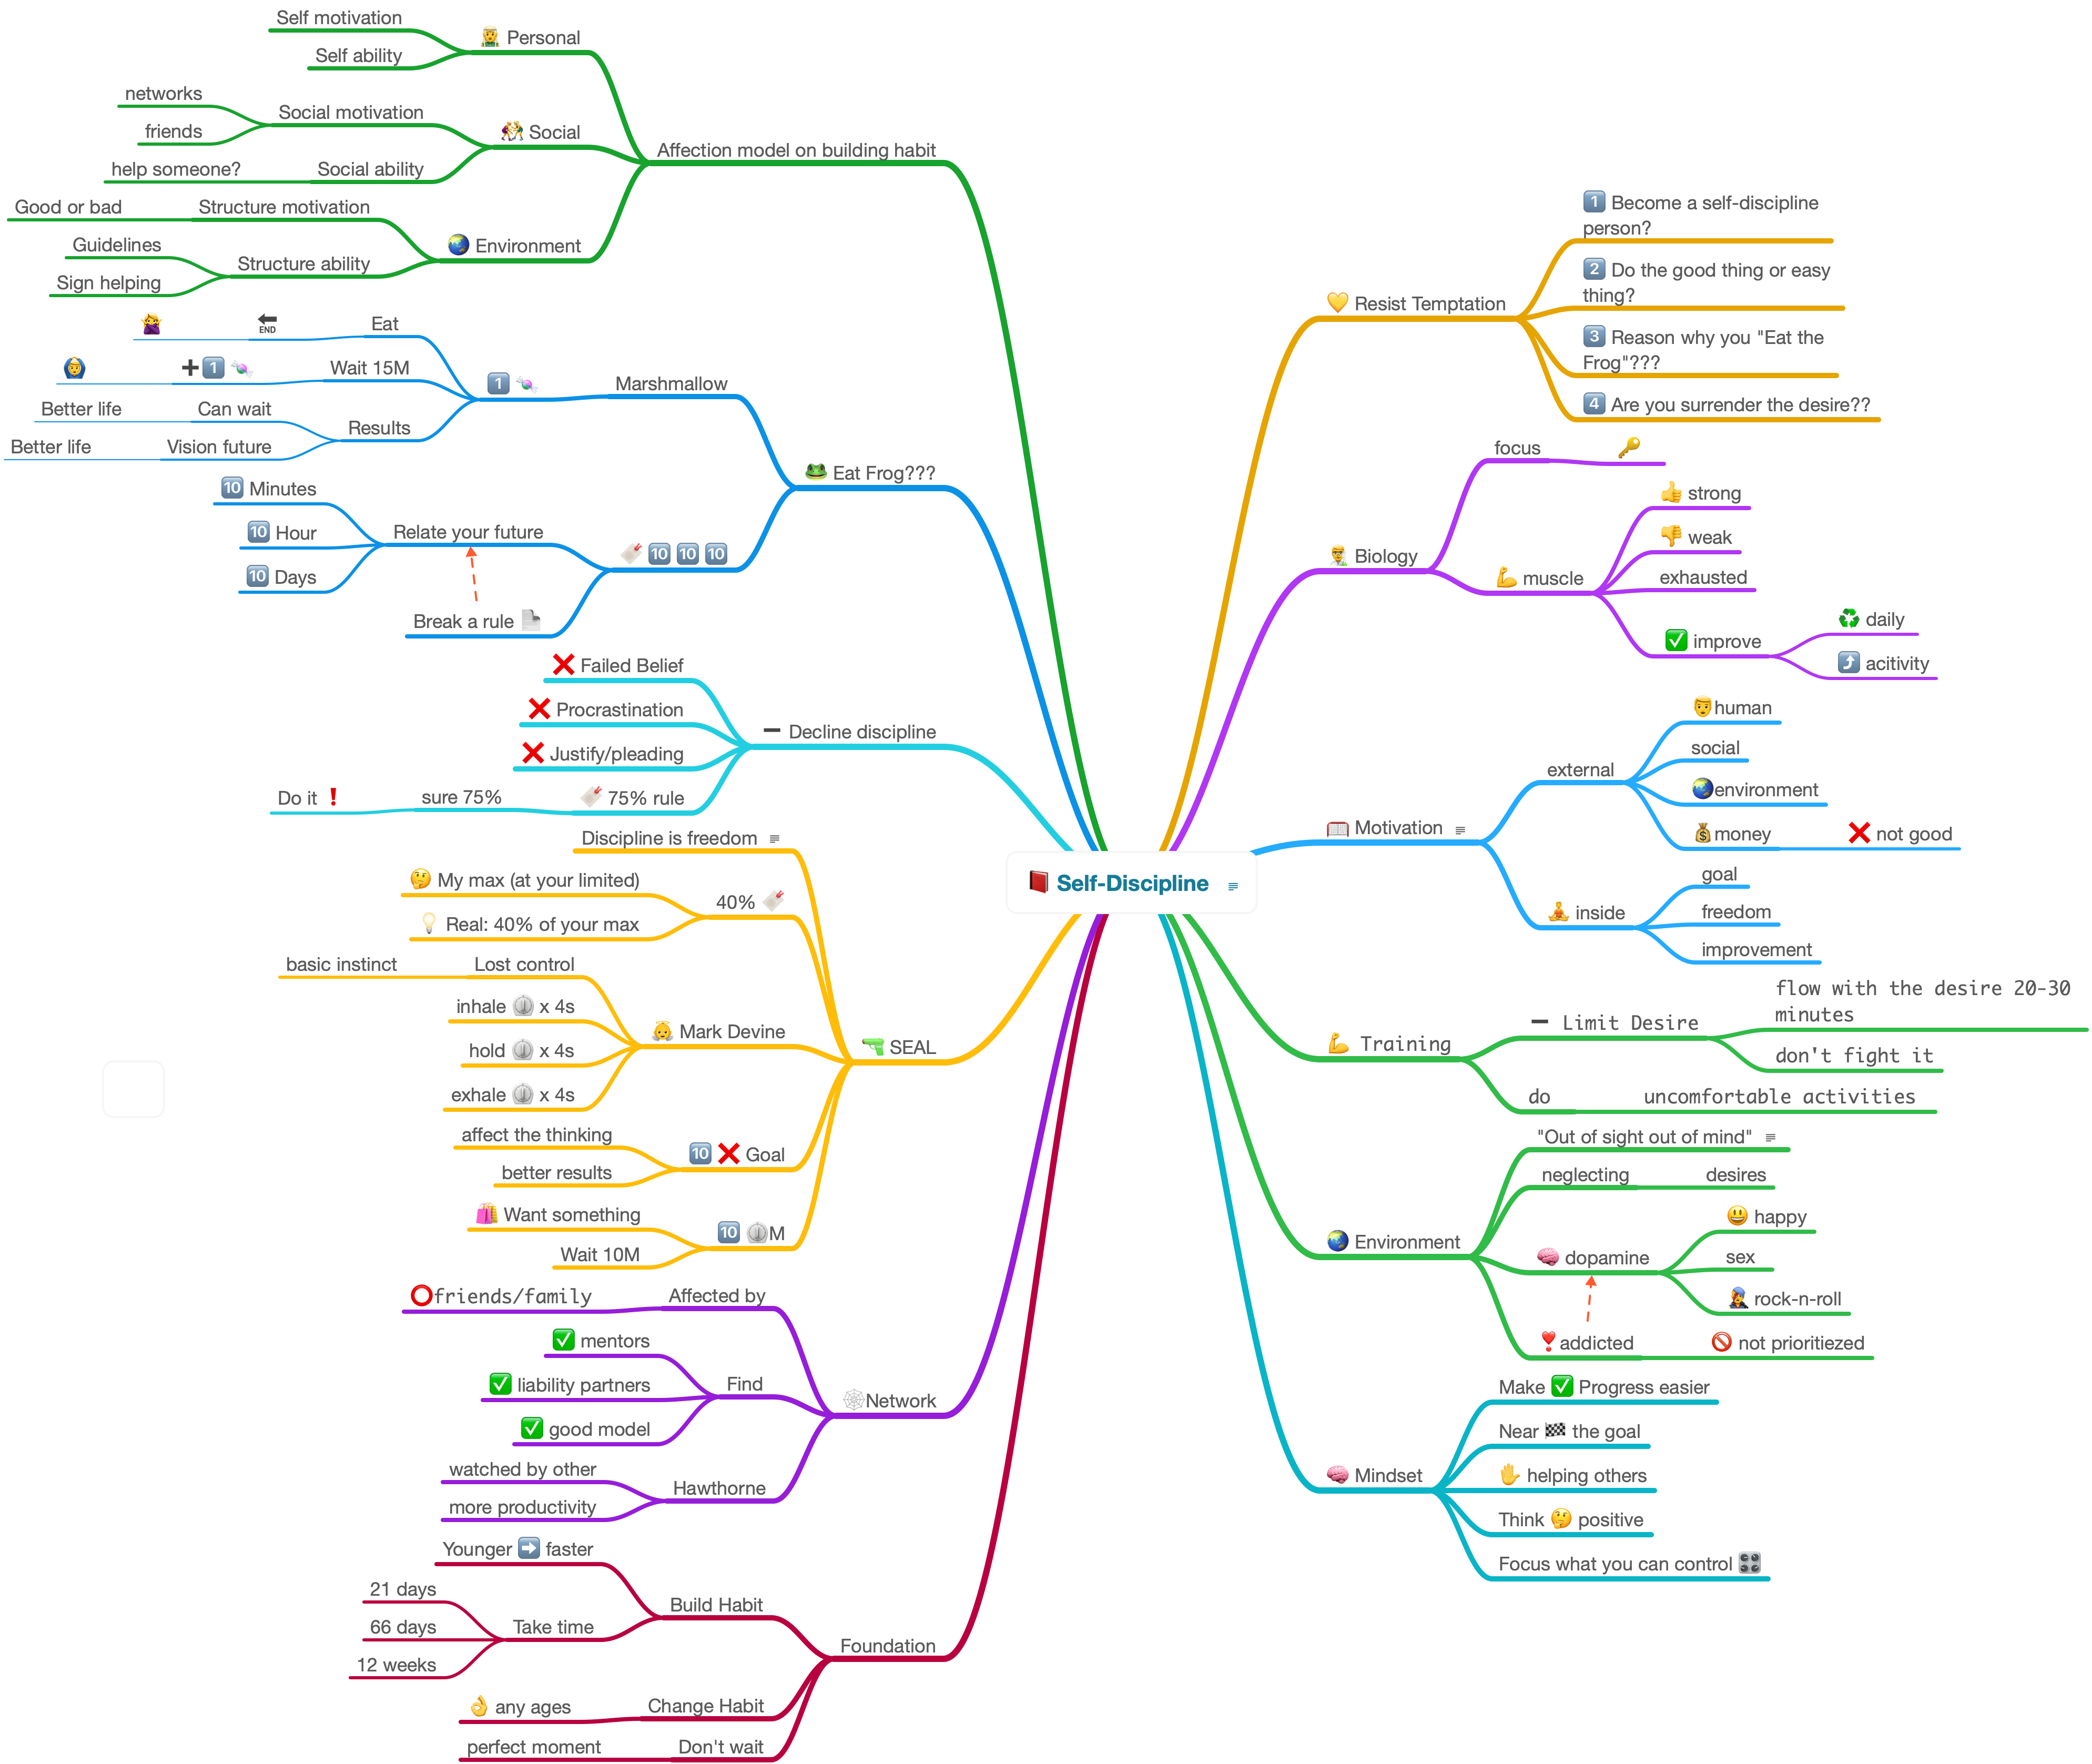 Self-Discipline
Resist Temptation
1 Become a self-discipline
person?
2 Do the good thing or easy
thing?
3 Reason why you "Eat the
Frog"???
4 Are you surrender the desire??
Biology
focus
muscle
strong
weak
exhausted
improve
daily
acitivity
Motivation
external
human
social
environment
money
not good
inside
goal
freedom
improvement
Training
Limit Desire
flow with the desire 20-30
minutes
don't fight it
do
uncomfortable activities
Environment
"Out of sight out of mind"
neglecting
desires
dopamine
happy
sex
rock-n-roll
addicted
not prioritiezed
Mindset
Make ✅ Progress easier
Near 🏁 the goal
helping others
Think 🤔 positive
Focus what you can control
Affection model on building habit
Personal
Self motivation
Self ability
Social
Social motivation
networks
friends
Social ability
help someone?
Environment
Structure motivation
Good or bad
Structure ability
Guidelines
Sign helping
Eat Frog???
Marshmallow
1
Eat
END
Wait 15M
+1
Results
Can wait
Better life
Vision future
Better life
10 10 10
Relate your future
10 Minutes
10 Hour
10 Days
Break a rule
Decline discipline
Failed Belief
Procrastination
Justify/pleading
75% rule
sure 75%
Do it ❗
SEAL
Discipline is freedom
40%
My max (at your limited)
Real: 40% of your max
Mark Devine
Lost control
basic instinct
inhale x 4s
hold x 4s
exhale x 4s
10 ❌ Goal
affect the thinking
better results
10 M
Want something
Wait 10M
Network
Affected by
friends/family
Find
mentors
liability partners
good model
Hawthorne
watched by other
more productivity
Foundation
Build Habit
Younger ➡️ faster
Take time
21 days
66 days
12 weeks
Change Habit
any ages
Don't wait
perfect moment